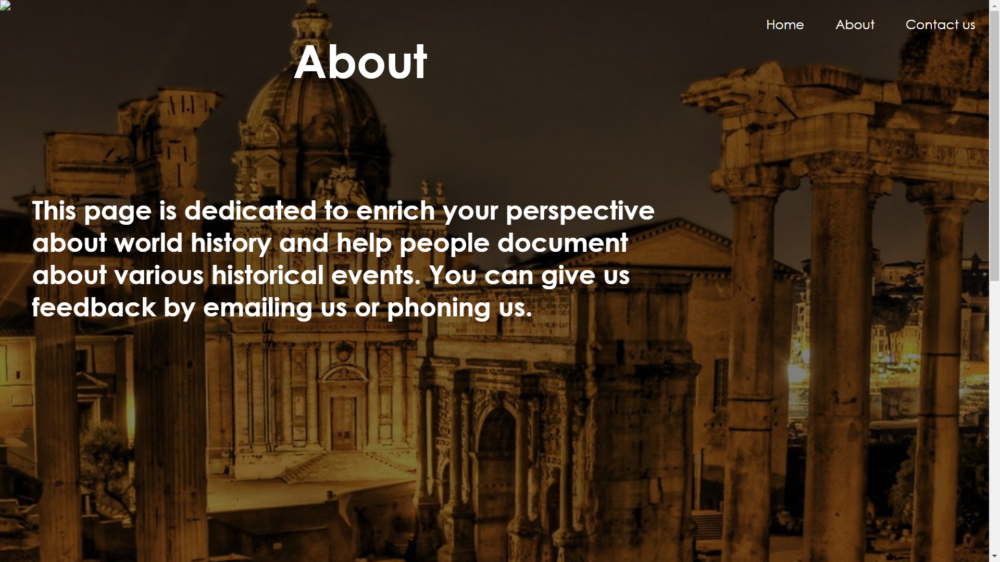 Home About Contact us
About
This page is dedicated to enrich your perspective
about world history and help people document
about various historical events. You can give us
feedback by emailing us or phoning us.